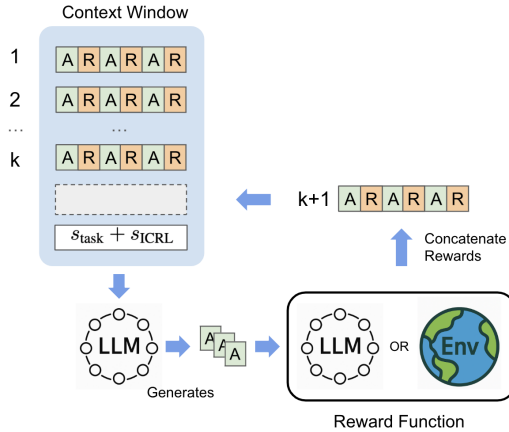 Context Window
1 A R A R A R
2 A R A R A R
... ...
k A R A R A R
k+1 A R A R A R
s_task + s_ICRL
Concatenate
Rewards
LLM
Generates
A A A
LLM OR Env
Reward Function